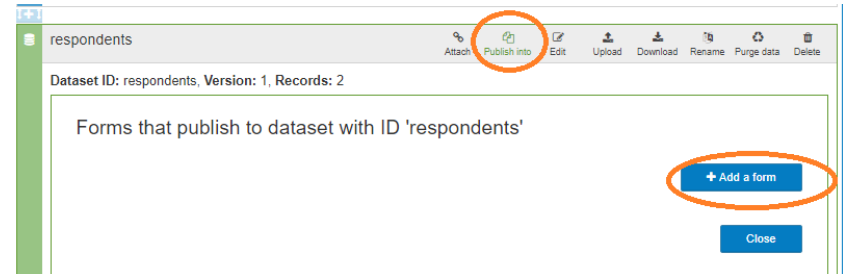 respondents
Attach Publish into Edit Upload Download Rename Purge data Delete
Dataset ID: respondents, Version: 1, Records: 2
Forms that publish to dataset with ID 'respondents'
+ Add a form
Close